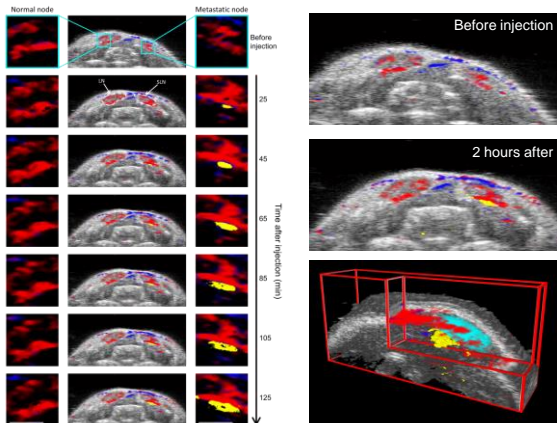 Normal node
Metastatic node
Before
injection
LN
SLN
25
45
65
85
105
125
Time after injection (min)
Before injection
2 hours after